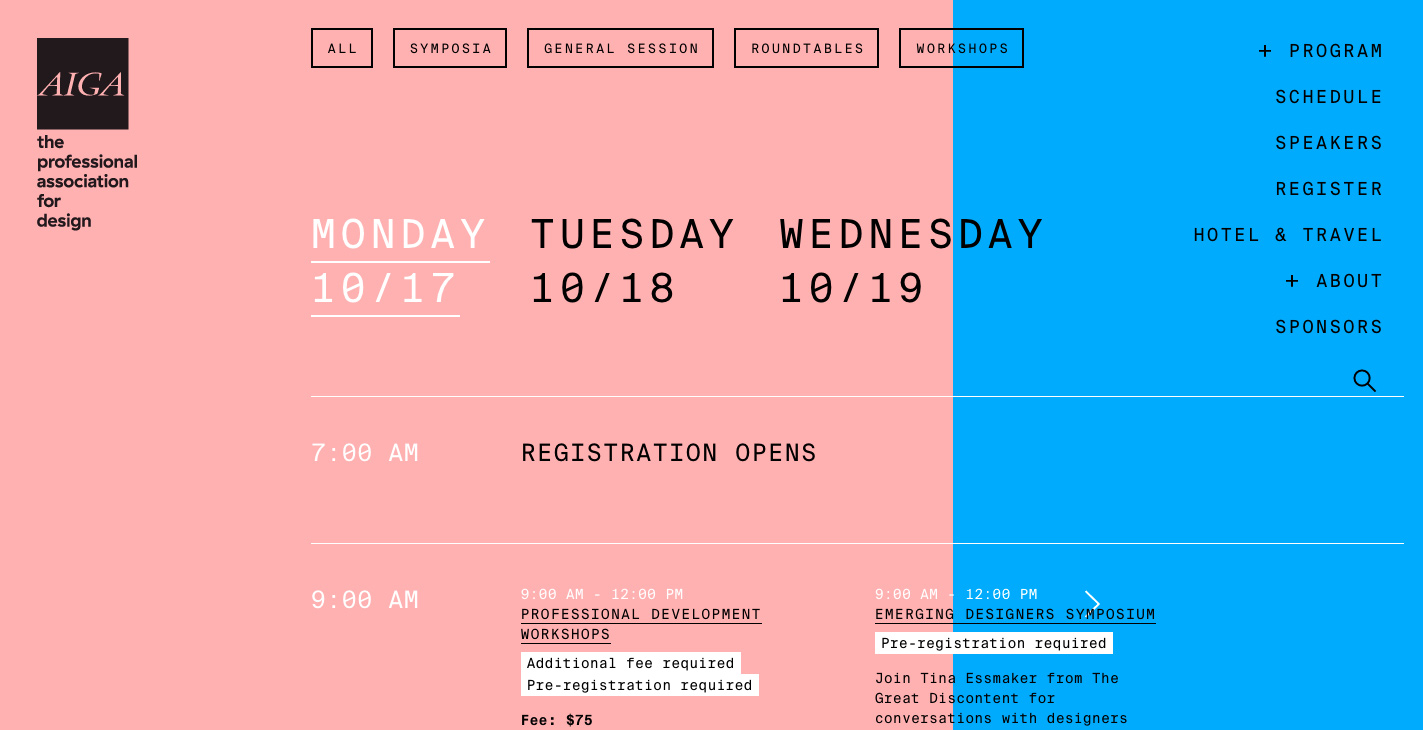 AIGA
the
professional
association
for
design
ALL
SYMPOSIA
GENERAL SESSION
ROUNDTABLES
WORKSHOPS
+ PROGRAM
SCHEDULE
SPEAKERS
REGISTER
HOTEL & TRAVEL
+ ABOUT
SPONSORS
MONDAY
10/17
TUESDAY
10/18
WEDNESDAY
10/19
7:00 AM
REGISTRATION OPENS
9:00 AM
9:00 AM - 12:00 PM
PROFESSIONAL DEVELOPMENT
WORKSHOPS
Additional fee required
Pre-registration required
Fee: $75
9:00 AM - 12:00 PM
EMERGING DESIGNERS SYMPOSIUM
Pre-registration required
Join Tina Essmaker from The
Great Discontent for
conversations with designers